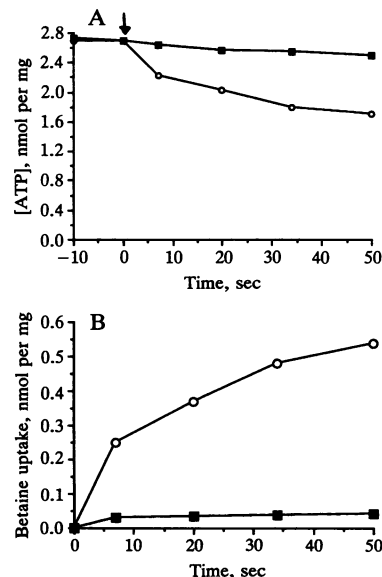 A
[ATP], nmol per mg
2.8
2.4
2.0
1.6
1.2
0.8
0.4
0.0
−10 0 10 20 30 40 50
Time, sec
B
Betaine uptake, nmol per mg
0.6
0.5
0.4
0.3
0.2
0.1
0.0
0 10 20 30 40 50
Time, sec